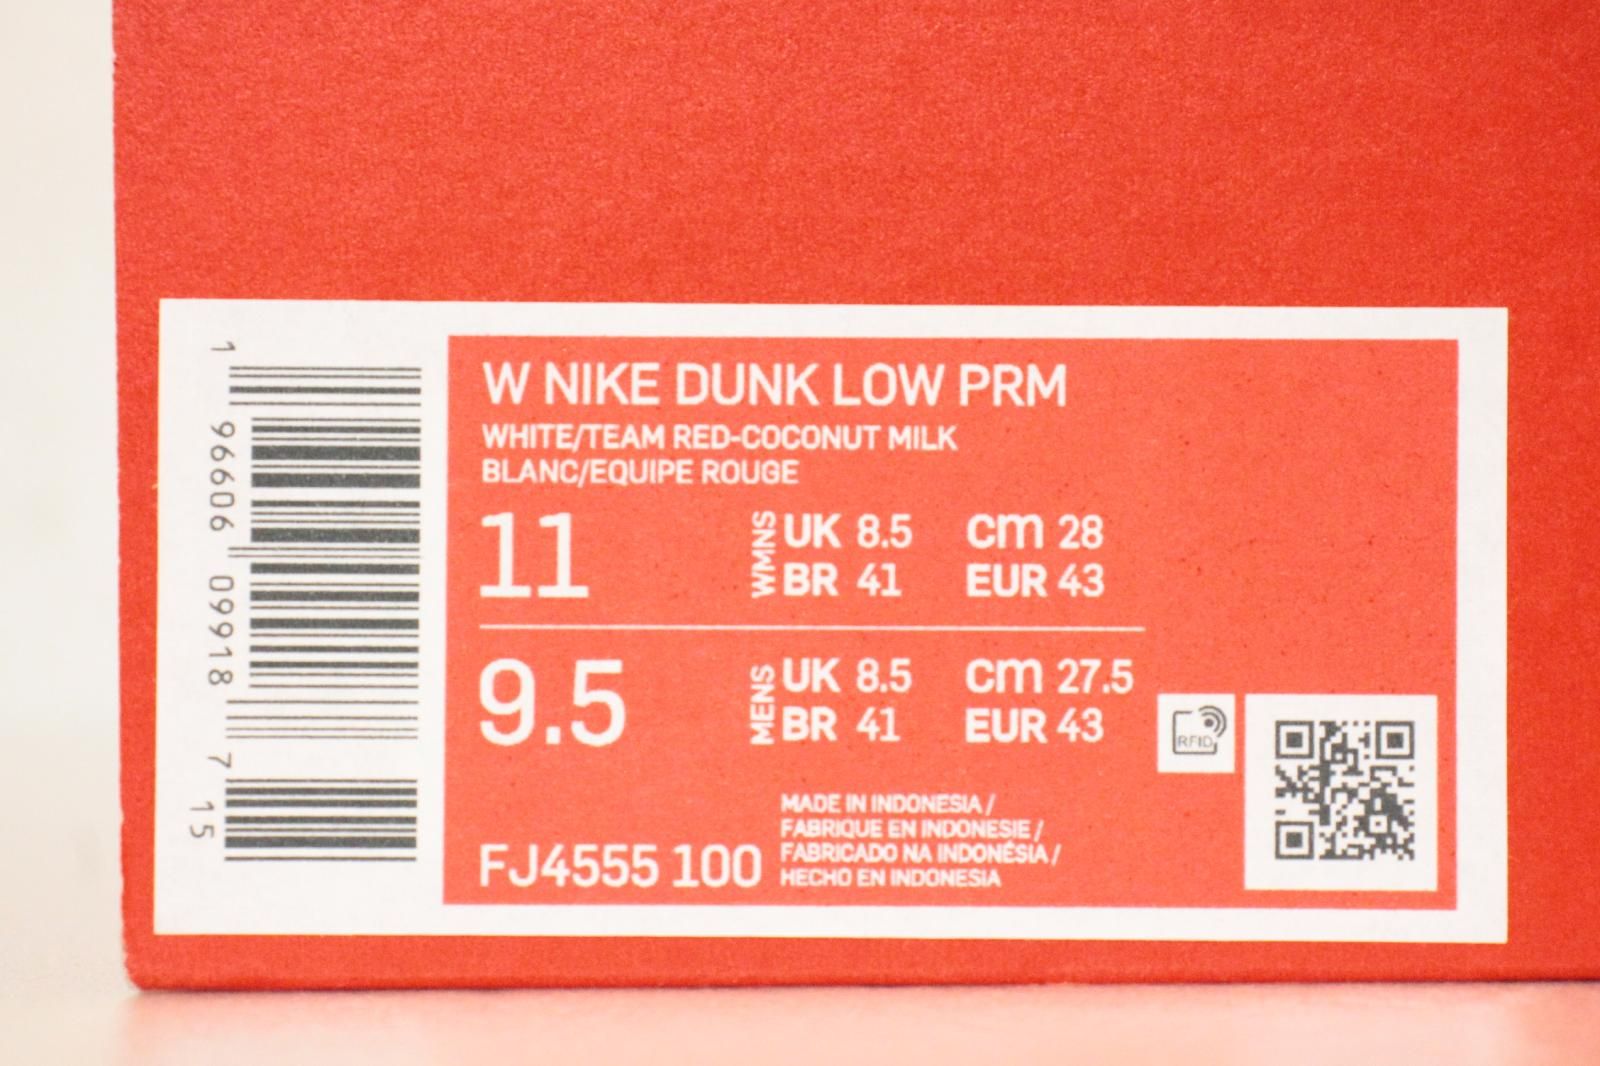 1 96606 09918 7 15
W NIKE DUNK LOW PRM
WHITE/TEAM RED-COCONUT MILK
BLANC/EQUIPE ROUGE
11 WMNS UK 8.5 cm 28
BR 41 EUR 43
9.5 MENS UK 8.5 cm 27.5
BR 41 EUR 43
RFID
MADE IN INDONESIA /
FABRIQUE EN INDONESIE /
FABRICADO NA INDONÉSIA /
HECHO EN INDONESIA
FJ4555 100